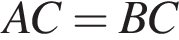 AC = BC